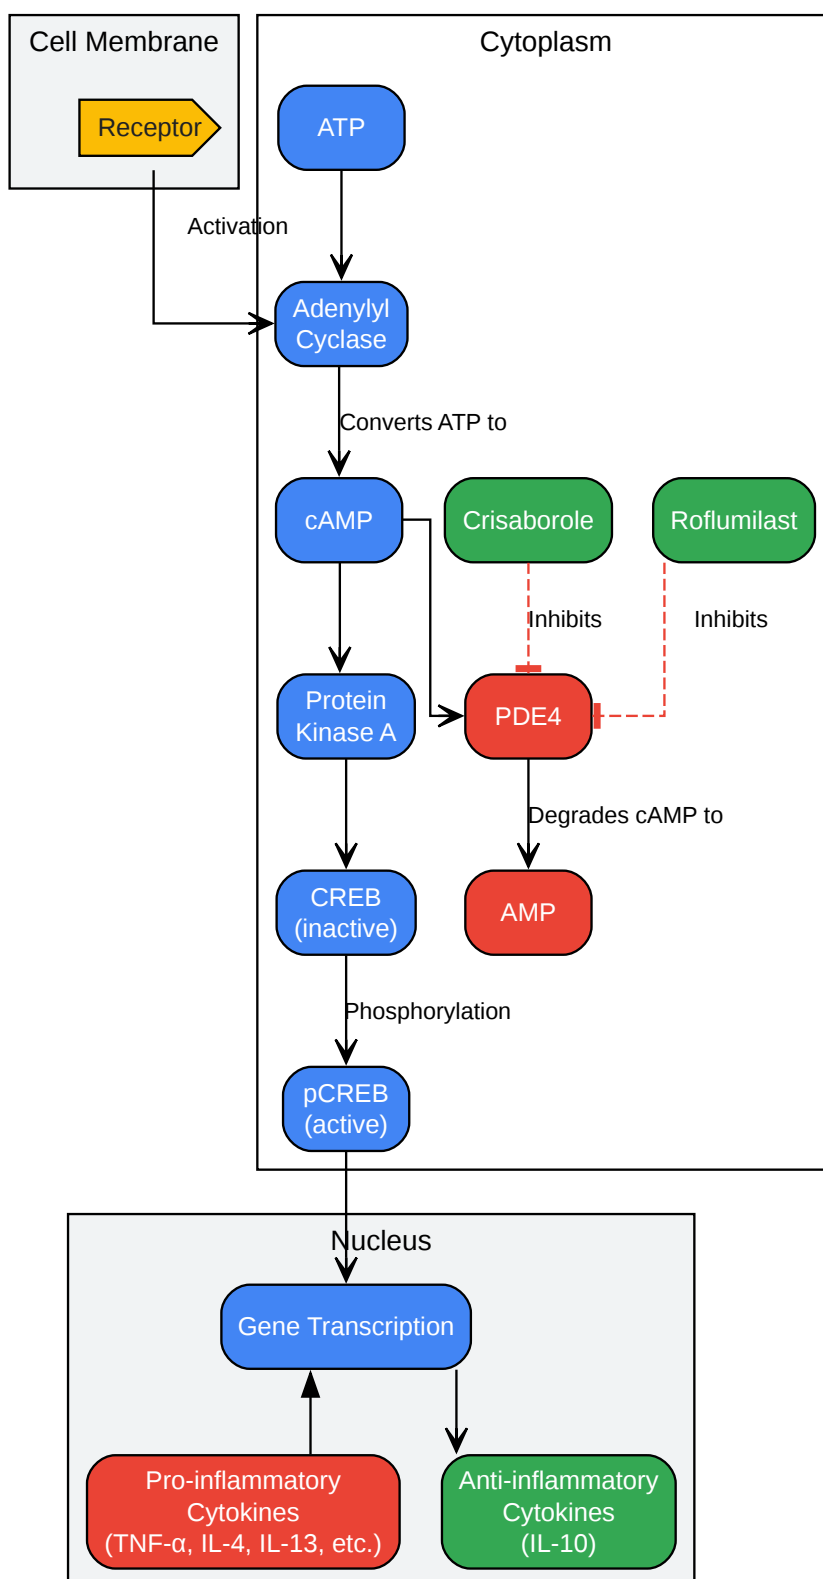 Cell Membrane
Cytoplasm
Receptor
ATP
Activation
Adenylyl
Cyclase
Converts ATP to
cAMP
Crisaborole
Roflumilast
Inhibits
Inhibits
Protein
Kinase A
PDE4
Degrades cAMP to
CREB
(inactive)
AMP
Phosphorylation
pCREB
(active)
Nucleus
Gene Transcription
Pro-inflammatory
Cytokines
(TNF-α, IL-4, IL-13, etc.)
Anti-inflammatory
Cytokines
(IL-10)